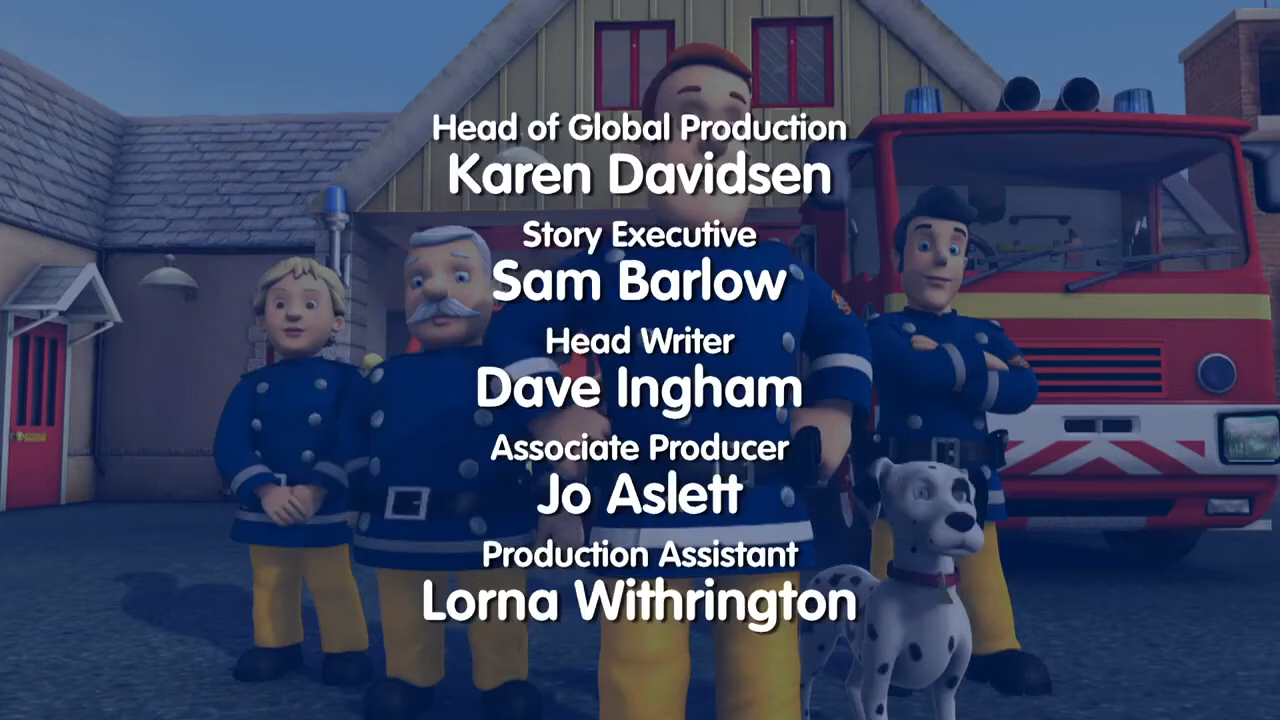 Head of Global Production
Karen Davidsen
Story Executive
Sam Barlow
Head Writer
Dave Ingham
Associate Producer
Jo Aslett
Production Assistant
Lorna Withrington